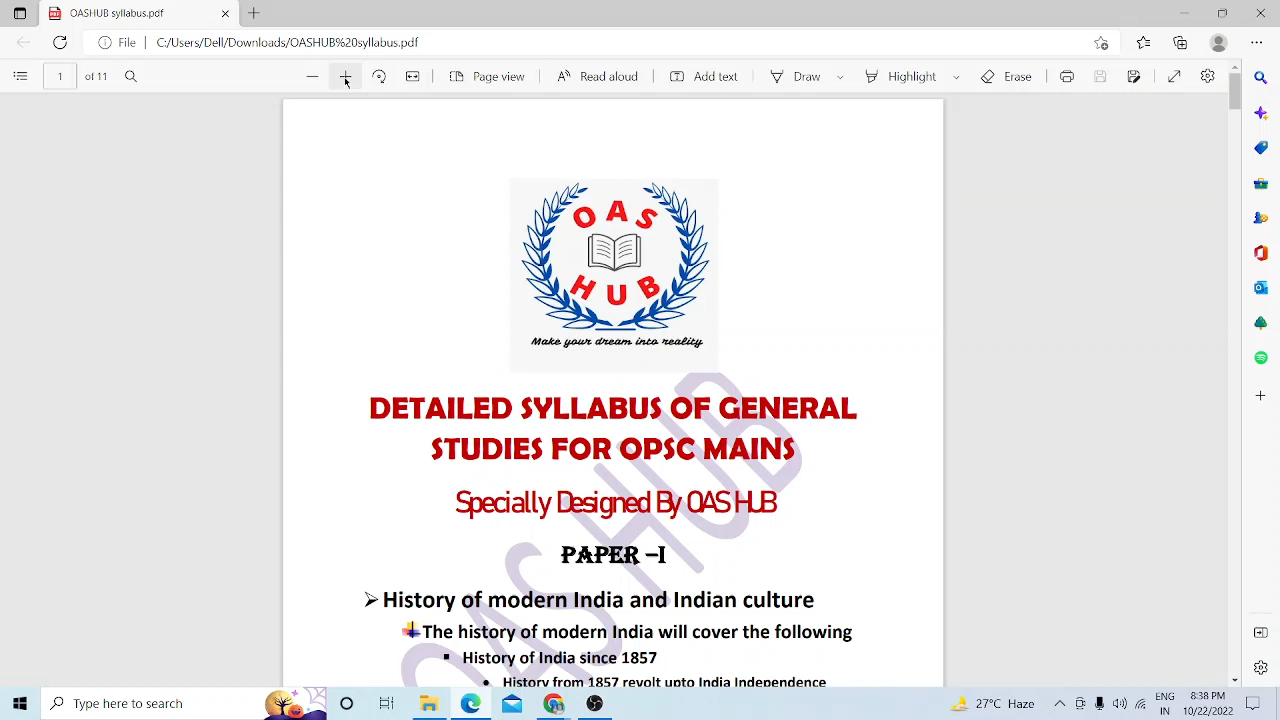 OASHUB syllabus.pdf
File C:/Users/Dell/Downloads/OASHUB%20syllabus.pdf
1 of 11 Page view Read aloud Add text Draw Highlight Erase
OAS
HUB
Make your dream into reality
DETAILED SYLLABUS OF GENERAL
STUDIES FOR OPSC MAINS
Specially Designed By OAS HUB
PAPER –I
History of modern India and Indian culture
The history of modern India will cover the following
History of India since 1857
History from 1857 revolt upto India Independence
OAS HUB
Type here to search
27°C Haze
ENG
IN
8:38 PM
10/22/2022